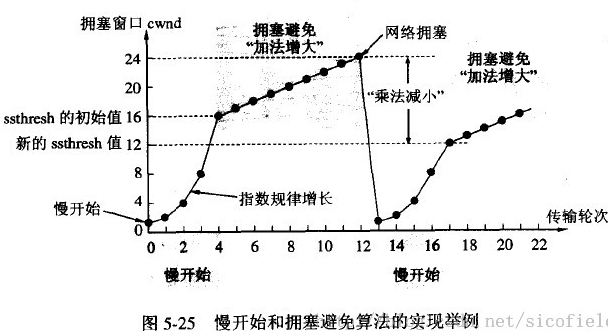 拥塞窗口 cwnd
拥塞避免
“加法增大”
网络拥塞
拥塞避免
“加法增大”
24
20
ssthresh 的初始值 16
“乘法减小”
新的 ssthresh 值 12
8
指数规律增长
慢开始
4
0
传输轮次
0 2 4 6 8 10 12 14 16 18 20 22
慢开始 慢开始
图 5-25 慢开始和拥塞避免算法的实现举例
net/sicofield